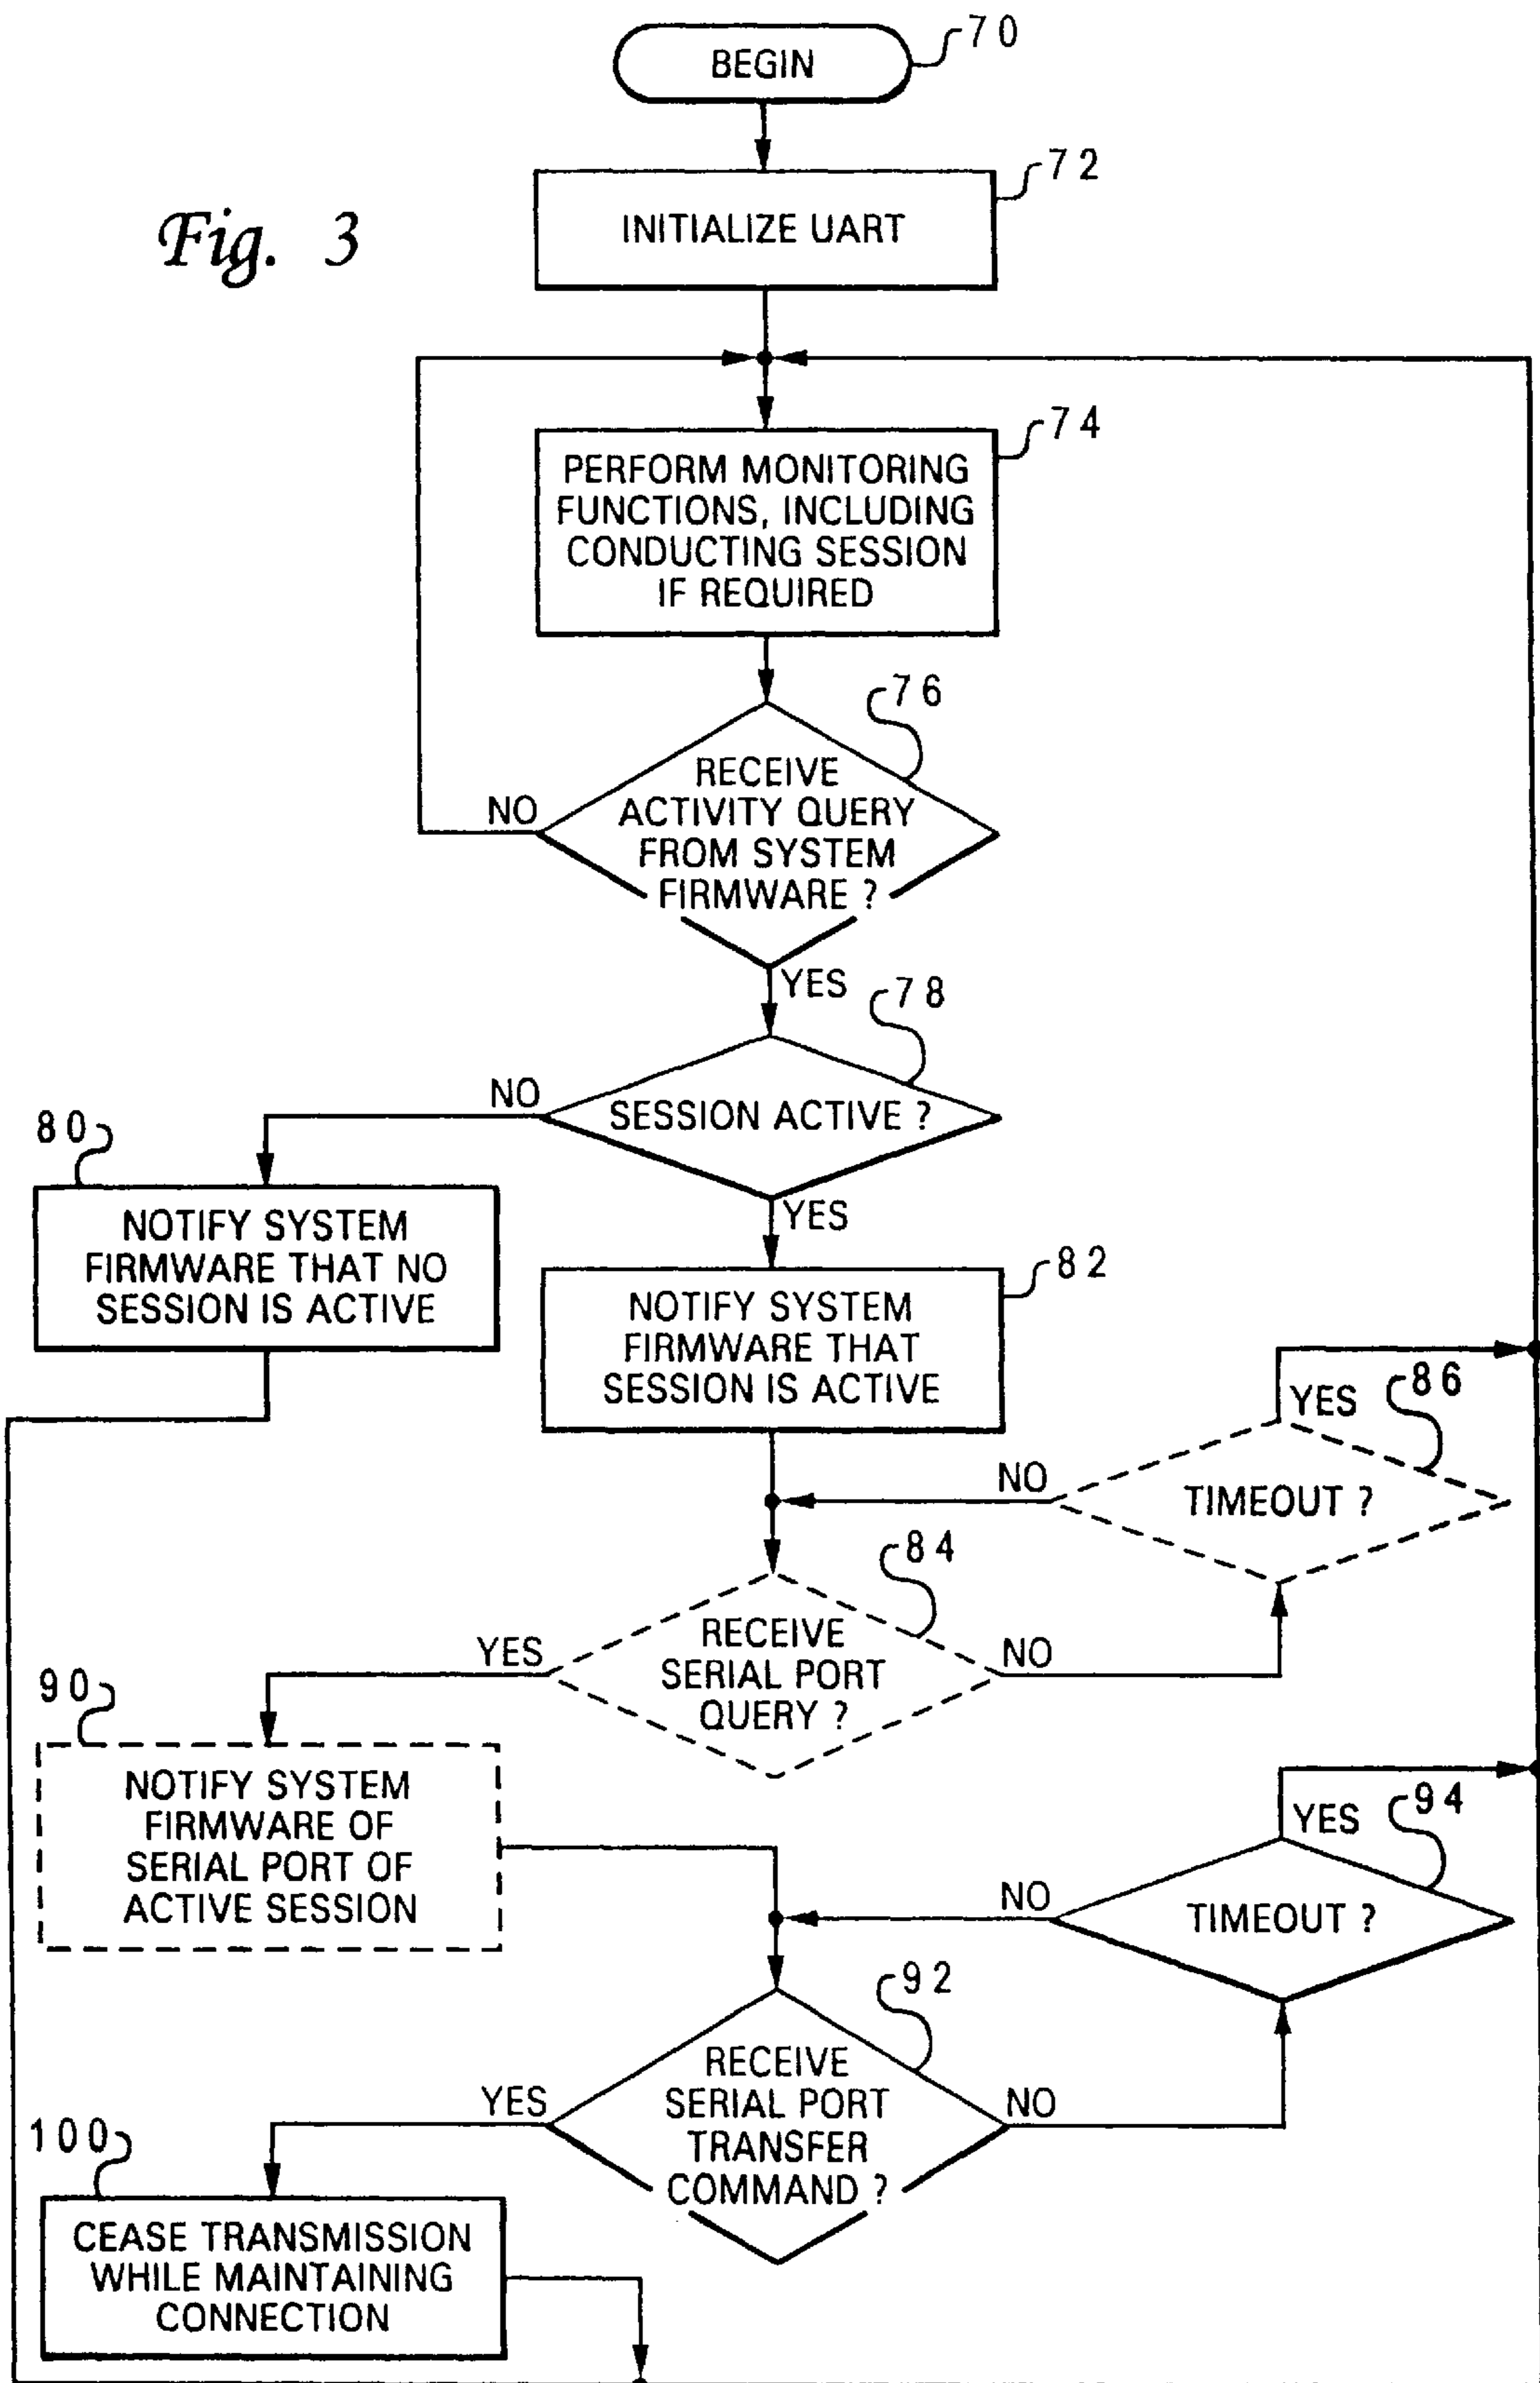 BEGIN
70
72
INITIALIZE UART
Fig. 3
74
PERFORM MONITORING
FUNCTIONS, INCLUDING
CONDUCTING SESSION
IF REQUIRED
76
RECEIVE
ACTIVITY QUERY
FROM SYSTEM
FIRMWARE ?
NO
YES
78
SESSION ACTIVE ?
NO
YES
80
NOTIFY SYSTEM
FIRMWARE THAT NO
SESSION IS ACTIVE
82
NOTIFY SYSTEM
FIRMWARE THAT
SESSION IS ACTIVE
86
YES
TIMEOUT ?
NO
84
RECEIVE
SERIAL PORT
QUERY ?
YES
NO
90
NOTIFY SYSTEM
FIRMWARE OF
SERIAL PORT OF
ACTIVE SESSION
94
YES
TIMEOUT ?
NO
92
RECEIVE
SERIAL PORT
TRANSFER
COMMAND ?
YES
NO
100
CEASE TRANSMISSION
WHILE MAINTAINING
CONNECTION